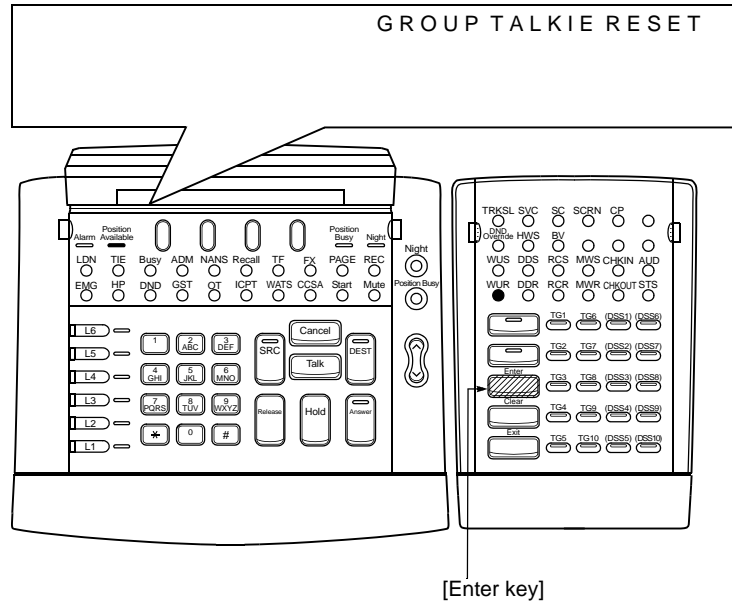 GROUP TALKIE RESET
TRKSL SVC SC SCRN CP
DND
Override HWS BV
WUS DDS RCS MWS CHKIN AUD
WUR DDR RCR MWR CHKOUT STS
Alarm Position Available Position Busy Night
LDN TIE Busy ADM NANS Recall TF FX PAGE REC
EMG HP DND GST QT ICPT WATS CCSA Start Mute
Night
Position Busy
L6
L5
L4
L3
L2
L1
1 2 ABC 3 DEF
4 GHI 5 JKL 6 MNO
7 PQRS 8 TUV 9 WXYZ
* 0 #
SRC Cancel DEST
Talk
Release Hold Answer
TG1 TG6 (DSS1) (DSS6)
TG2 TG7 (DSS2) (DSS7)
Enter TG3 TG8 (DSS3) (DSS8)
Clear TG4 TG9 (DSS4) (DSS9)
Exit TG5 TG10 (DSS5) (DSS10)
[Enter key]